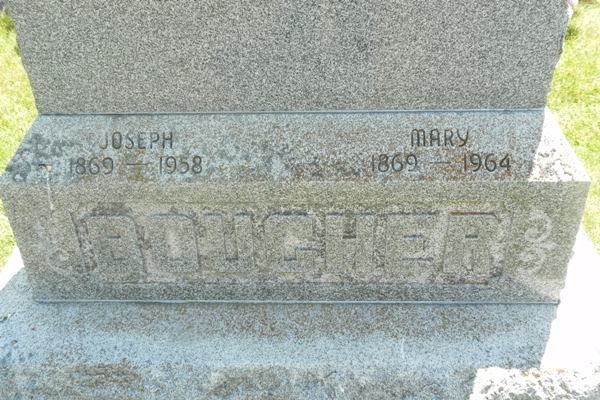 JOSEPH MARY
1869 — 1958 1869 — 1964
BOUCHER